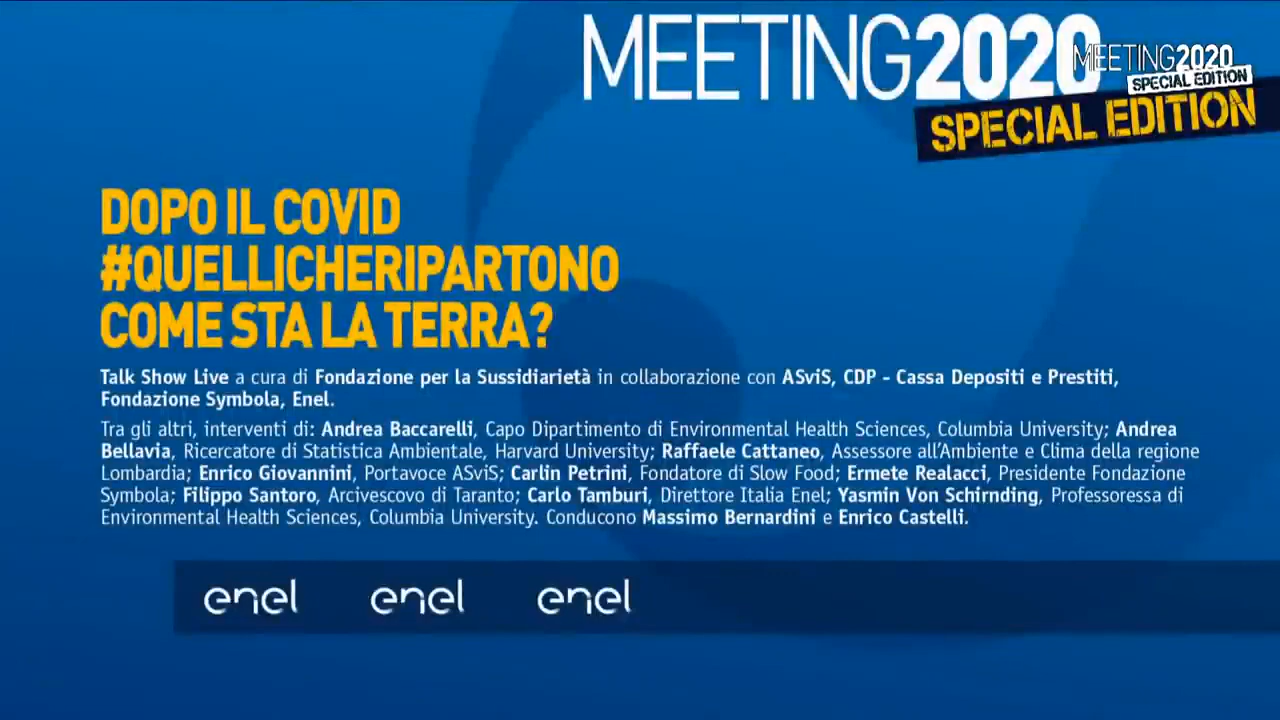 MEETING2020
SPECIAL EDITION
MEETING2020
SPECIAL EDITION
DOPO IL COVID
#QUELLICHERIPARTONO
COME STA LA TERRA?
Talk Show Live a cura di Fondazione per la Sussidiarietà in collaborazione con ASviS, CDP - Cassa Depositi e Prestiti,
Fondazione Symbola, Enel.
Tra gli altri, interventi di: Andrea Baccarelli, Capo Dipartimento di Environmental Health Sciences, Columbia University; Andrea
Bellavia, Ricercatore di Statistica Ambientale, Harvard University; Raffaele Cattaneo, Assessore all'Ambiente e Clima della regione
Lombardia; Enrico Giovannini, Portavoce ASviS; Carlin Petrini, Fondatore di Slow Food; Ermete Realacci, Presidente Fondazione
Symbola; Filippo Santoro, Arcivescovo di Taranto; Carlo Tamburi, Direttore Italia Enel; Yasmin Von Schirnding, Professoressa di
Environmental Health Sciences, Columbia University. Conducono Massimo Bernardini e Enrico Castelli.
enel enel enel